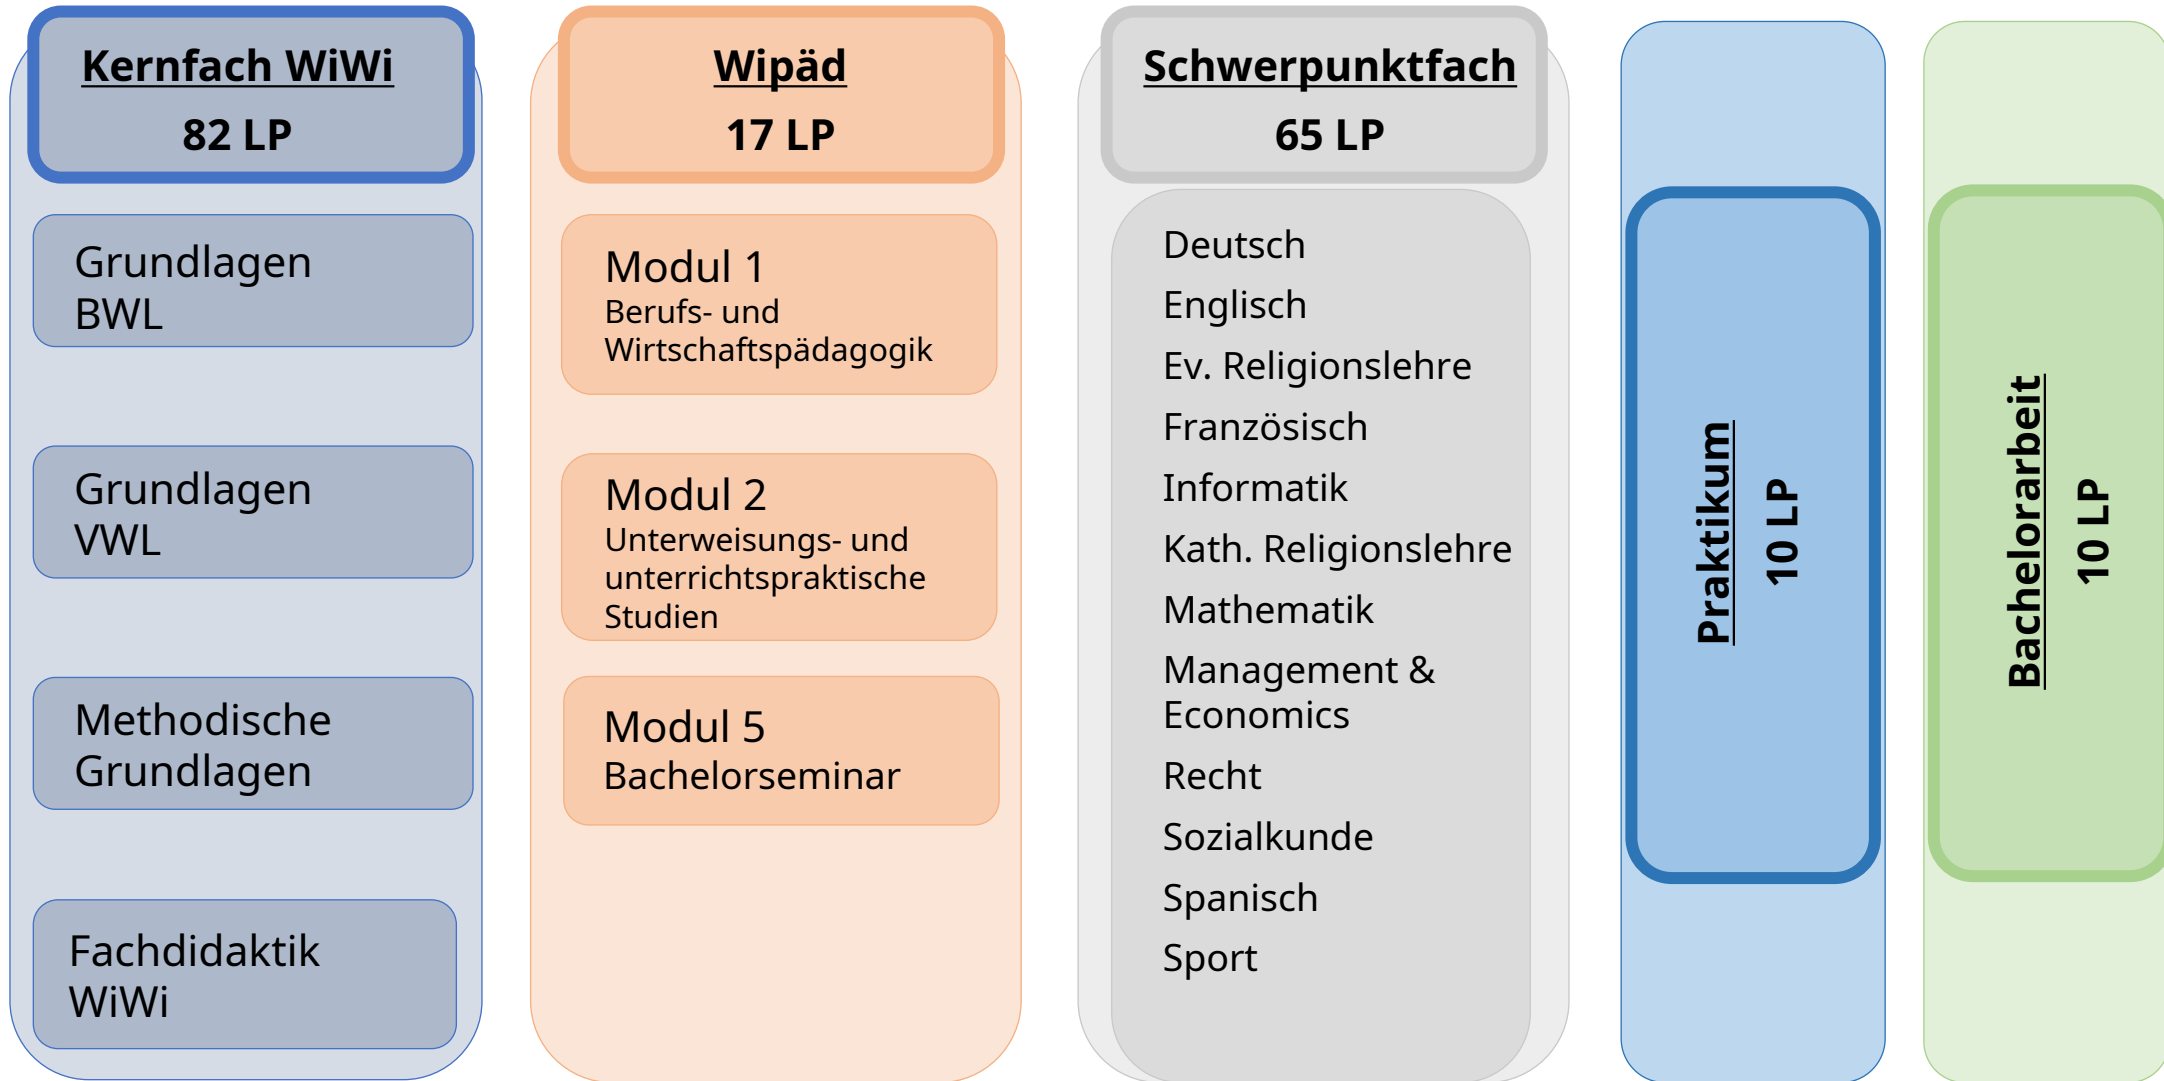 Kernfach WiWi
82 LP
Grundlagen
BWL
Grundlagen
VWL
Methodische
Grundlagen
Fachdidaktik
WiWi
Wipäd
17 LP
Modul 1
Berufs- und
Wirtschaftspädagogik
Modul 2
Unterweisungs- und
unterrichtspraktische
Studien
Modul 5
Bachelorseminar
Schwerpunktfach
65 LP
Deutsch
Englisch
Ev. Religionslehre
Französisch
Informatik
Kath. Religionslehre
Mathematik
Management &
Economics
Recht
Sozialkunde
Spanisch
Sport
Praktikum
10 LP
Bachelorarbeit
10 LP